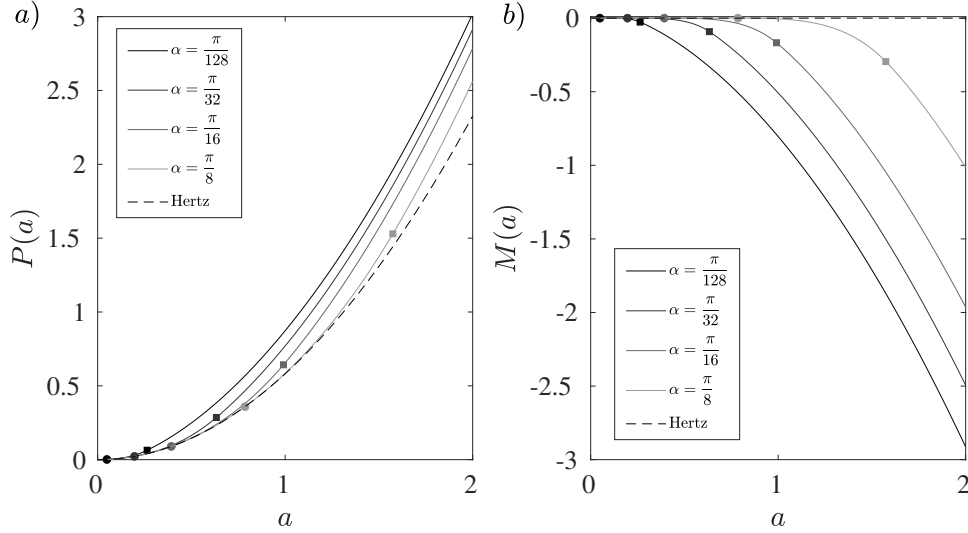 a)
3
2.5
2
1.5
1
0.5
0
P(a)
α = π/128
α = π/32
α = π/16
α = π/8
Hertz
0 1 2
a
b)
0
-0.5
-1
-1.5
-2
-2.5
-3
M(a)
α = π/128
α = π/32
α = π/16
α = π/8
Hertz
0 1 2
a